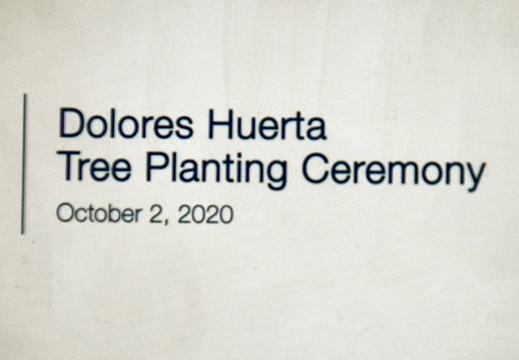 Dolores Huerta
Tree Planting Ceremony
October 2, 2020